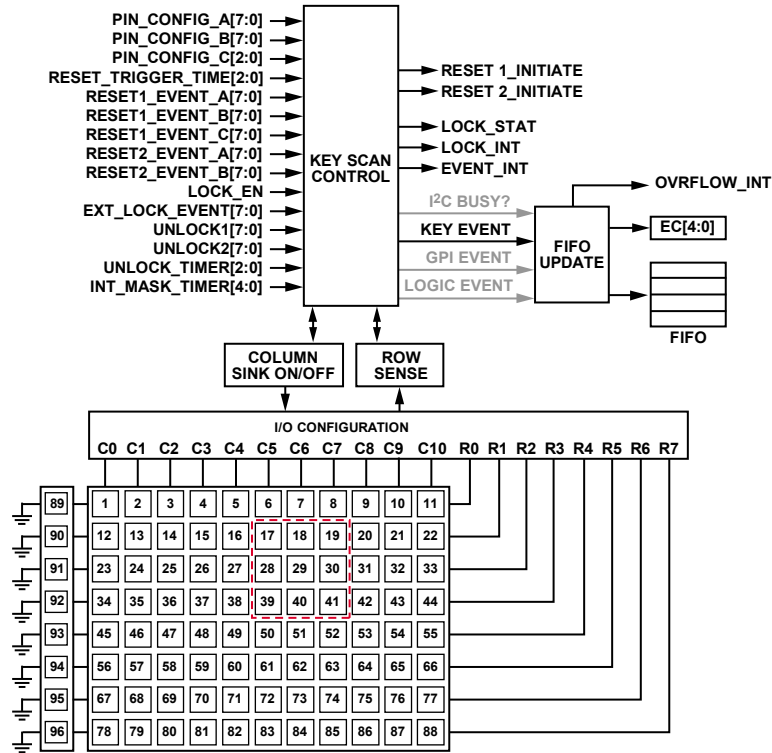 PIN_CONFIG_A[7:0]
PIN_CONFIG_B[7:0]
PIN_CONFIG_C[2:0]
RESET_TRIGGER_TIME[2:0]
RESET1_EVENT_A[7:0]
RESET1_EVENT_B[7:0]
RESET1_EVENT_C[7:0]
RESET2_EVENT_A[7:0]
RESET2_EVENT_B[7:0]
LOCK_EN
EXT_LOCK_EVENT[7:0]
UNLOCK1[7:0]
UNLOCK2[7:0]
UNLOCK_TIMER[2:0]
INT_MASK_TIMER[4:0]
KEY SCAN
CONTROL
RESET 1_INITIATE
RESET 2_INITIATE
LOCK_STAT
LOCK_INT
EVENT_INT
I²C BUSY?
KEY EVENT
GPI EVENT
LOGIC EVENT
FIFO
UPDATE
OVRFLOW_INT
EC[4:0]
FIFO
COLUMN
SINK ON/OFF
ROW
SENSE
I/O CONFIGURATION
C0 C1 C2 C3 C4 C5 C6 C7 C8 C9 C10 R0 R1 R2 R3 R4 R5 R6 R7
89 1 2 3 4 5 6 7 8 9 10 11
90 12 13 14 15 16 17 18 19 20 21 22
91 23 24 25 26 27 28 29 30 31 32 33
92 34 35 36 37 38 39 40 41 42 43 44
93 45 46 47 48 49 50 51 52 53 54 55
94 56 57 58 59 60 61 62 63 64 65 66
95 67 68 69 70 71 72 73 74 75 76 77
96 78 79 80 81 82 83 84 85 86 87 88